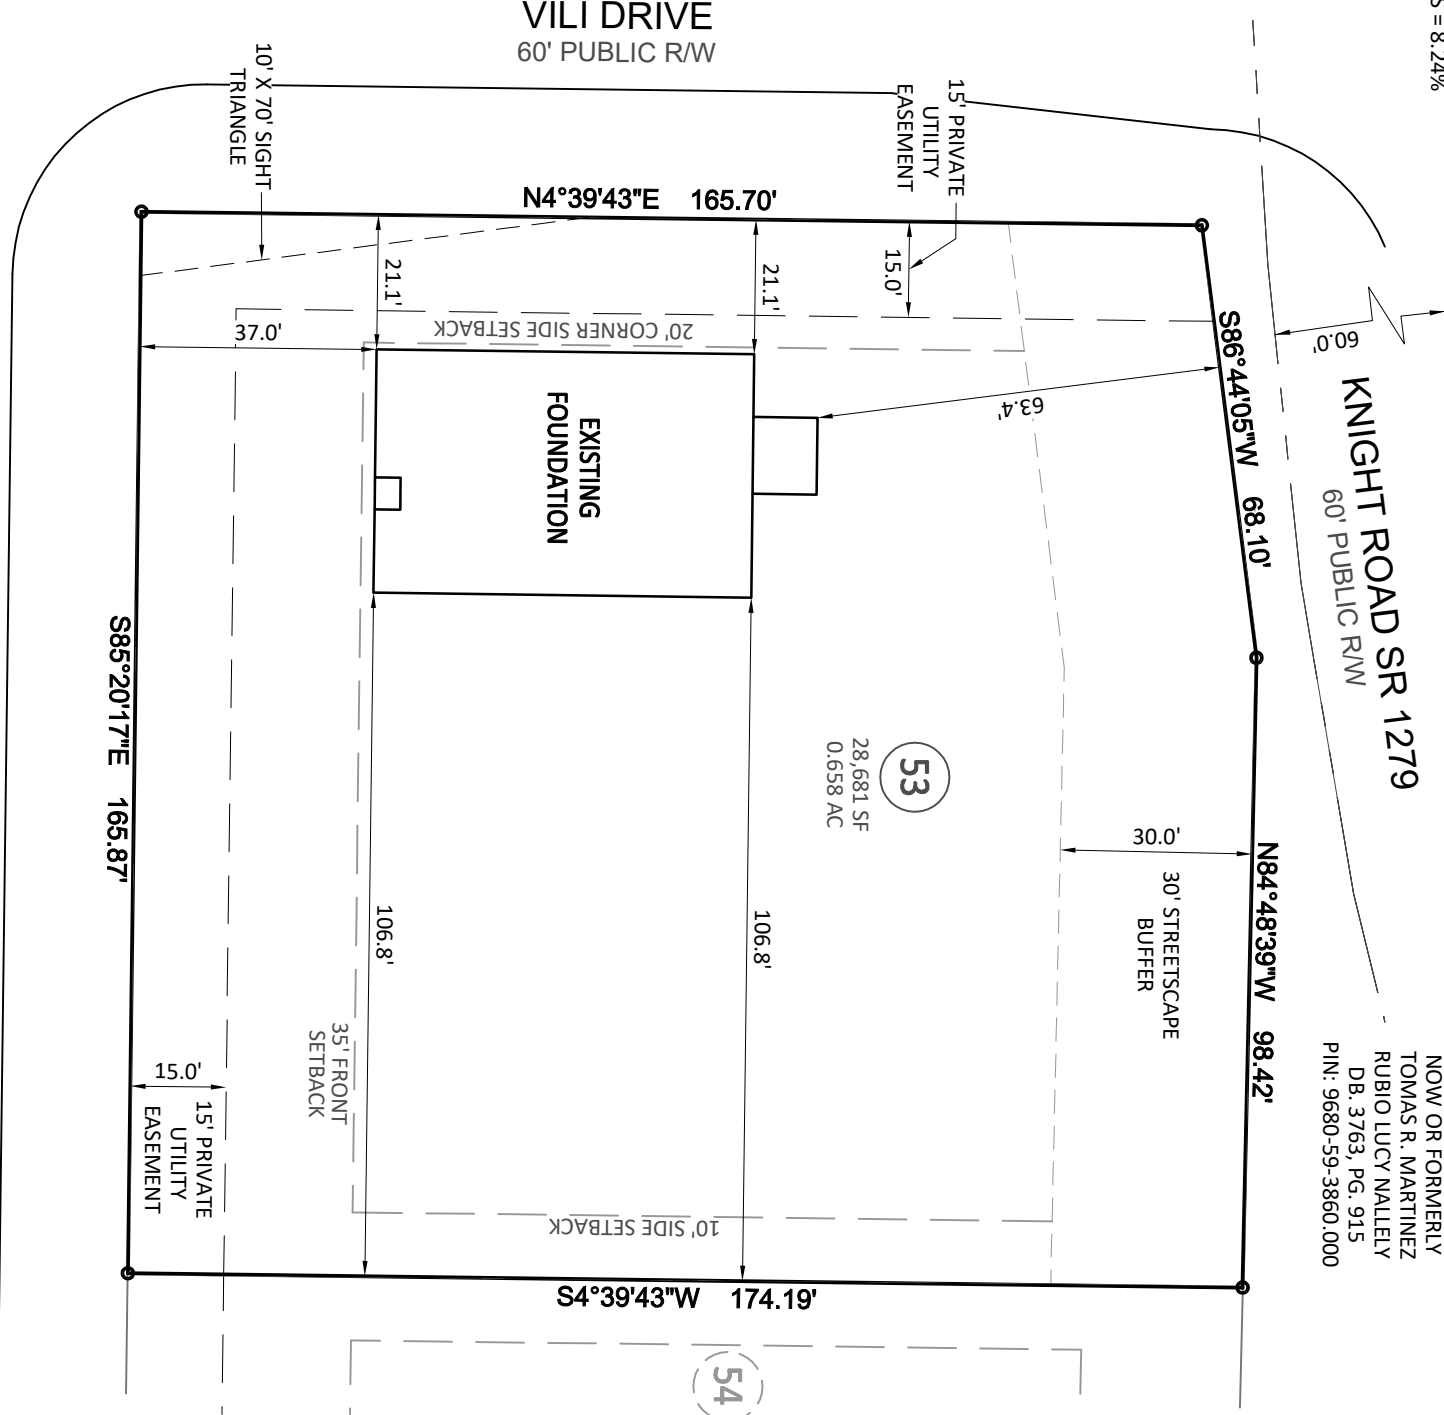 VILI DRIVE
60' PUBLIC R/W
S = 8.24%
10' X 70' SIGHT
TRIANGLE
15' PRIVATE
UTILITY
EASEMENT
N4°39'43"E 165.70'
21.1'
21.1'
15.0'
37.0'
20' CORNER SIDE SETBACK
63.4'
60.0'
S86°44'05"W 68.10'
KNIGHT ROAD SR 1279
60' PUBLIC R/W
EXISTING
FOUNDATION
53
28,681 SF
0.658 AC
S85°20'17"E 165.87'
30.0'
30' STREETSCAPE
BUFFER
N84°48'39"W 98.42'
106.8'
106.8'
35' FRONT
SETBACK
15.0'
15' PRIVATE
UTILITY
EASEMENT
10' SIDE SETBACK
S4°39'43"W 174.19'
NOW OR FORMERLY
TOMAS R. MARTINEZ
RUBIO LUCY NALLELY
DB. 3763, PG. 915
PIN: 9680-59-3860.000
54